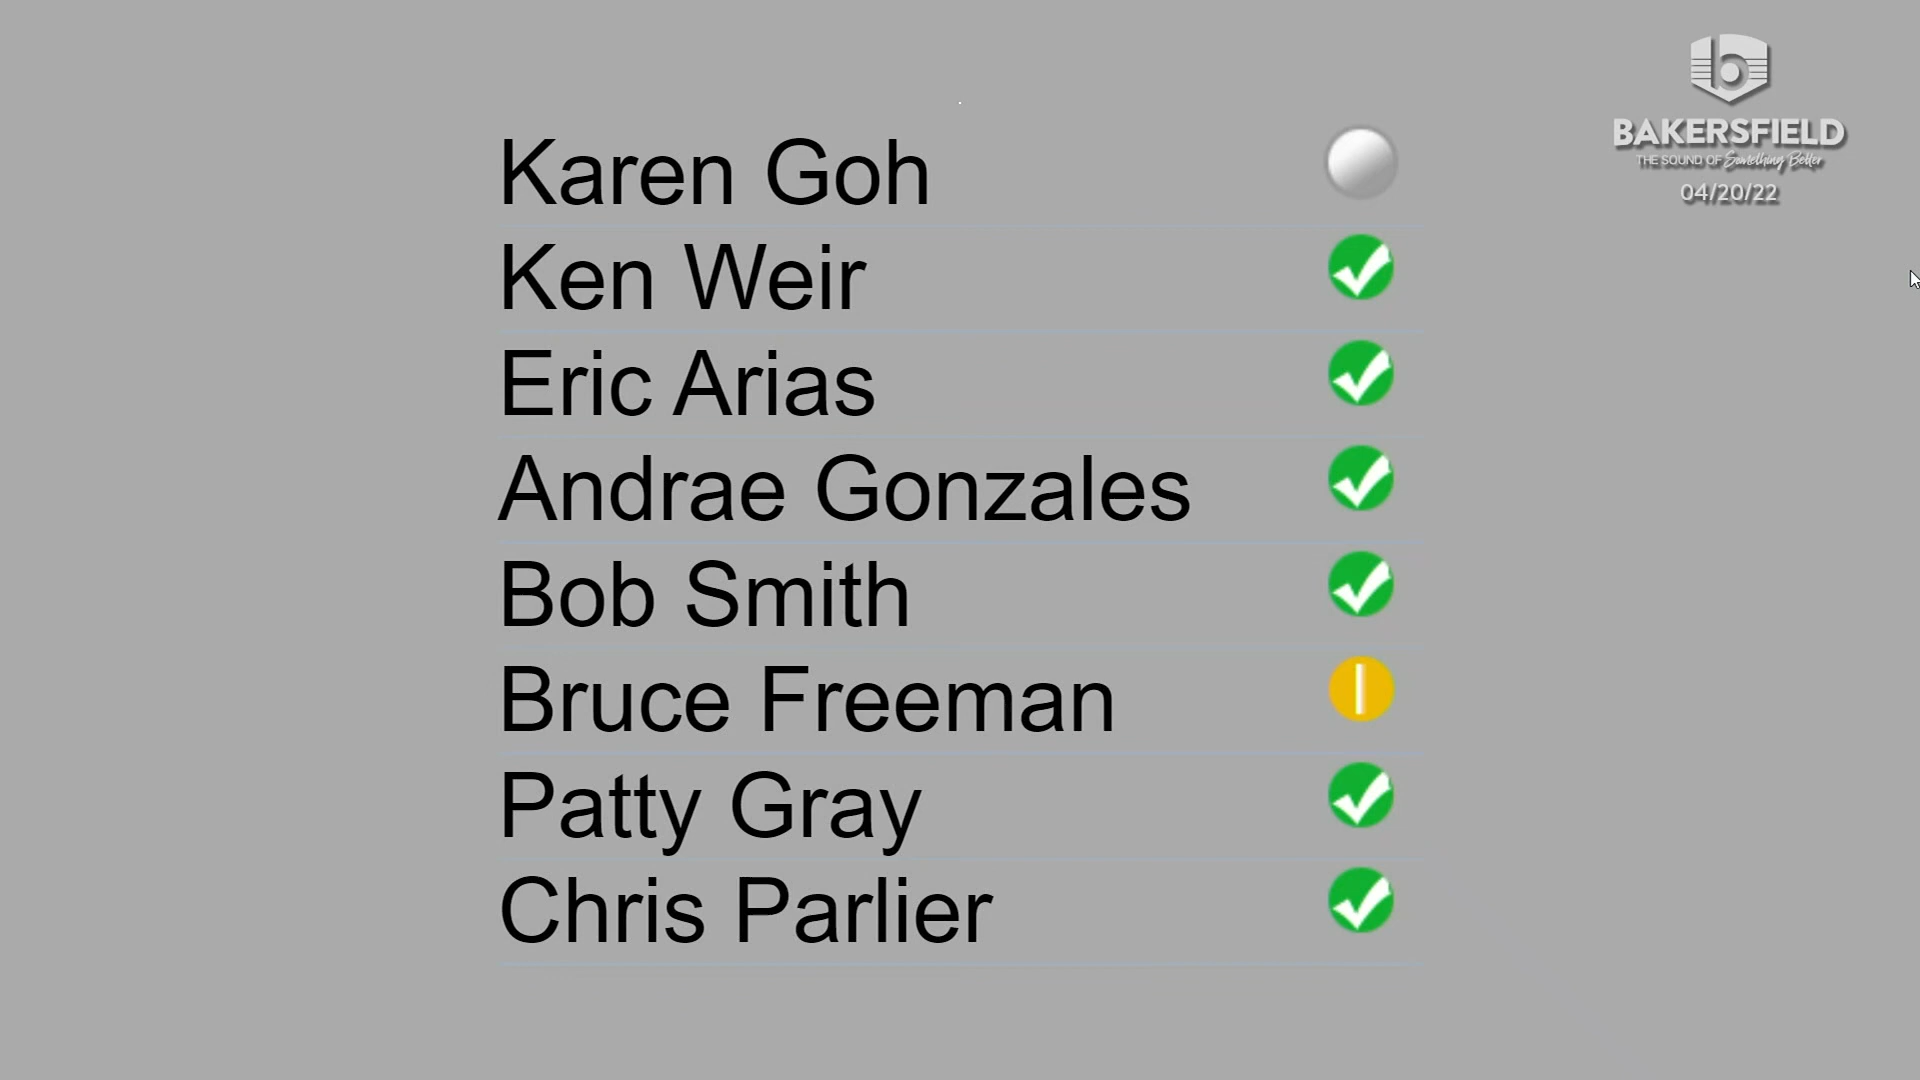 Karen Goh
Ken Weir
Eric Arias
Andrae Gonzales
Bob Smith
Bruce Freeman
Patty Gray
Chris Parlier
b
BAKERSFIELD
THE SOUND OF Something Better
04/20/22